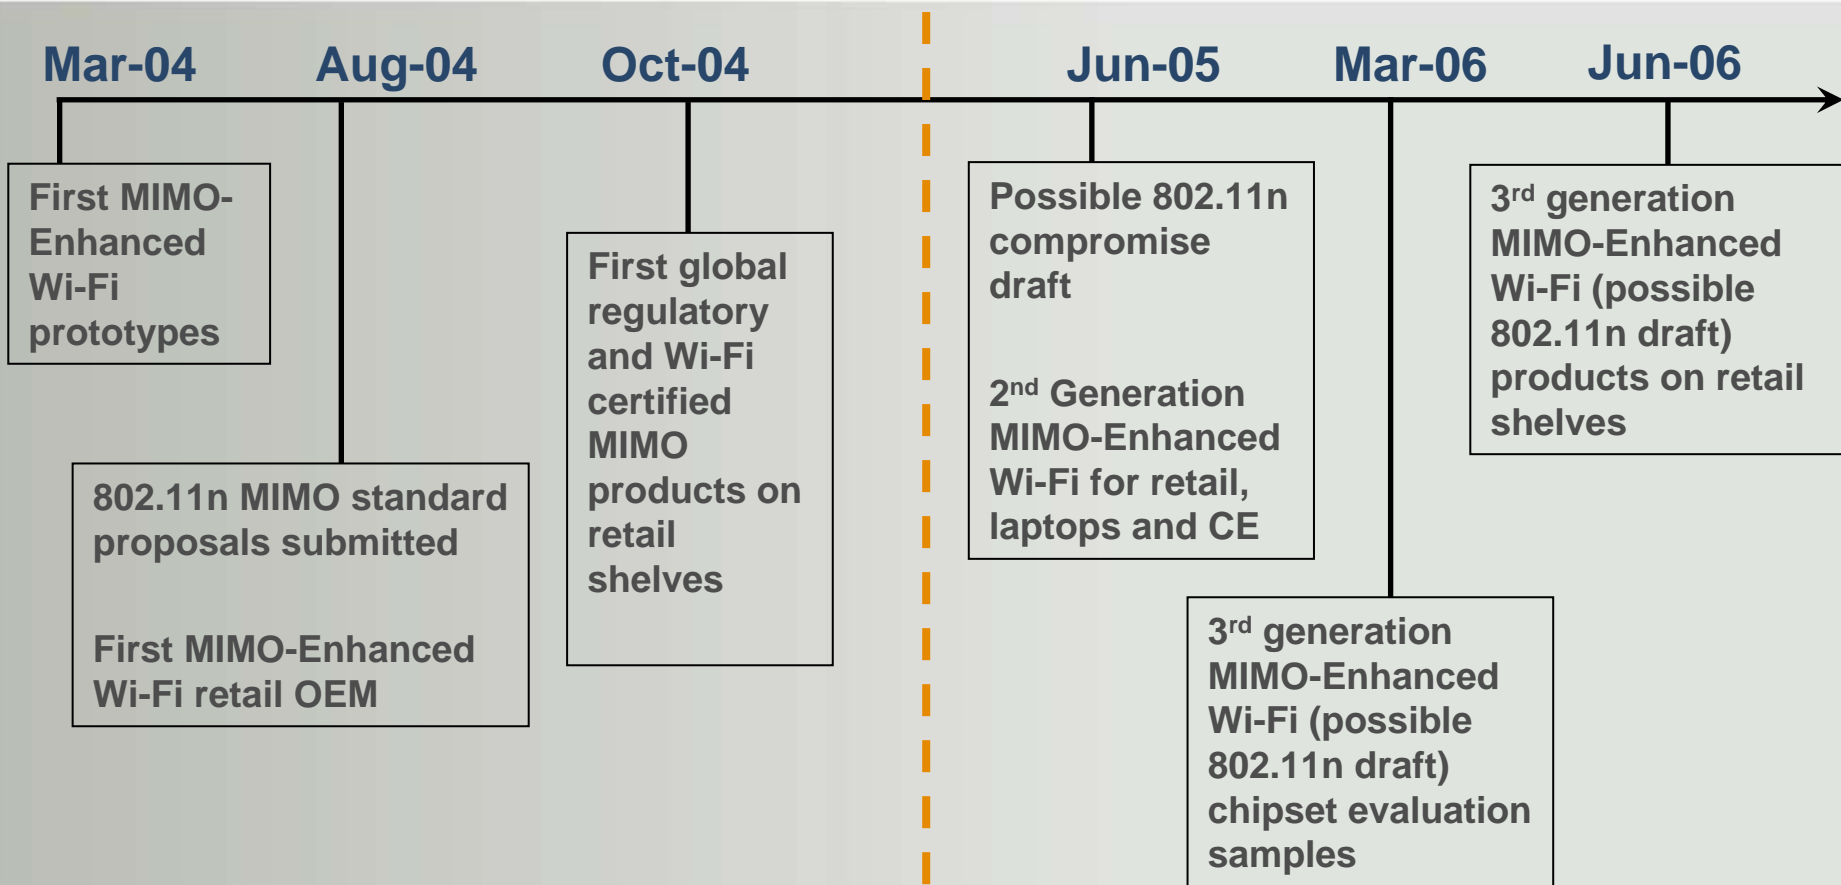 Mar-04
Aug-04
Oct-04
Jun-05
Mar-06
Jun-06
First MIMO-
Enhanced
Wi-Fi
prototypes
802.11n MIMO standard
proposals submitted
First MIMO-Enhanced
Wi-Fi retail OEM
First global
regulatory
and Wi-Fi
certified
MIMO
products on
retail
shelves
Possible 802.11n
compromise
draft
2nd Generation
MIMO-Enhanced
Wi-Fi for retail,
laptops and CE
3rd generation
MIMO-Enhanced
Wi-Fi (possible
802.11n draft)
chipset evaluation
samples
3rd generation
MIMO-Enhanced
Wi-Fi (possible
802.11n draft)
products on retail
shelves